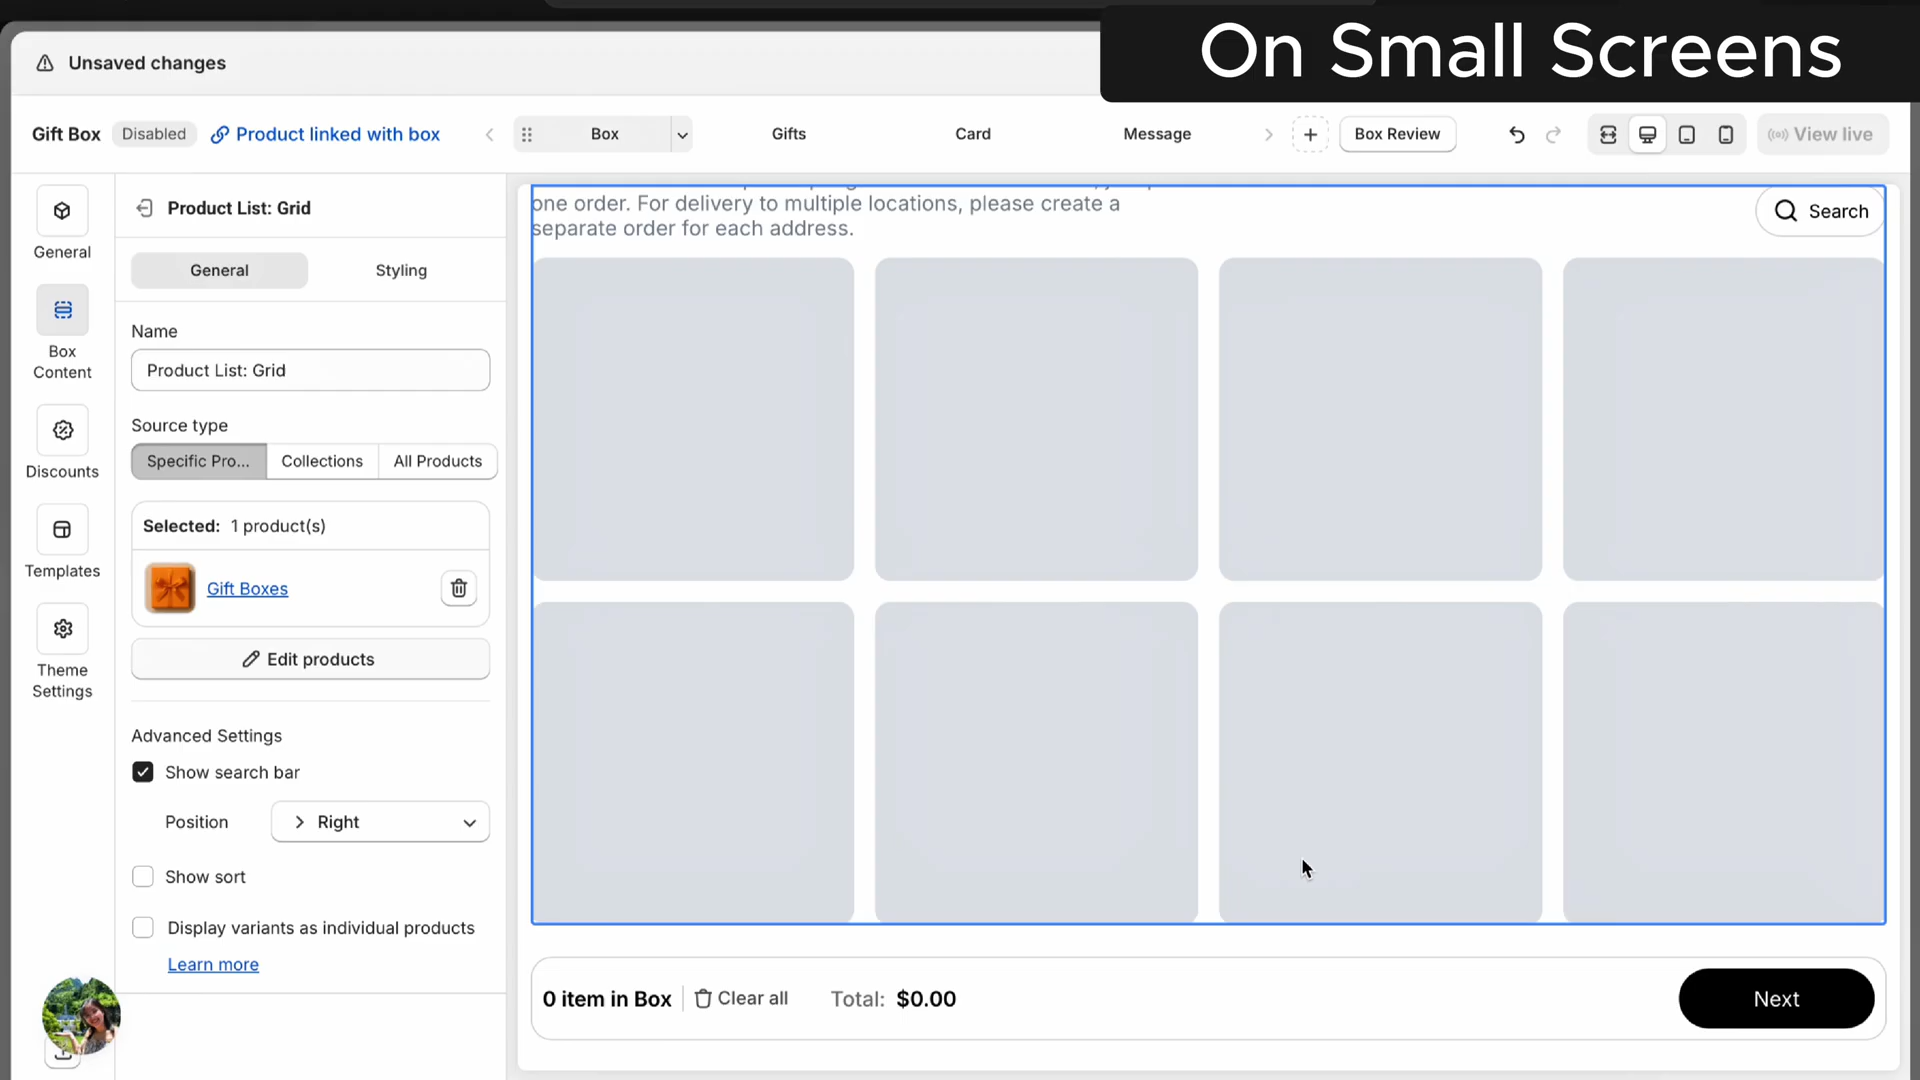 On Small Screens
Unsaved changes
Gift Box
Disabled
Product linked with box
Box
Gifts
Card
Message
Box Review
View live
General
Box
Content
Discounts
Templates
Theme
Settings
Product List: Grid
General
Styling
Name
Product List: Grid
Source type
Specific Pro...
Collections
All Products
Selected: 1 product(s)
Gift Boxes
Edit products
Advanced Settings
Show search bar
Position
Right
Show sort
Display variants as individual products
Learn more
one order. For delivery to multiple locations, please create a
separate order for each address.
Search
0 item in Box
Clear all
Total: $0.00
Next